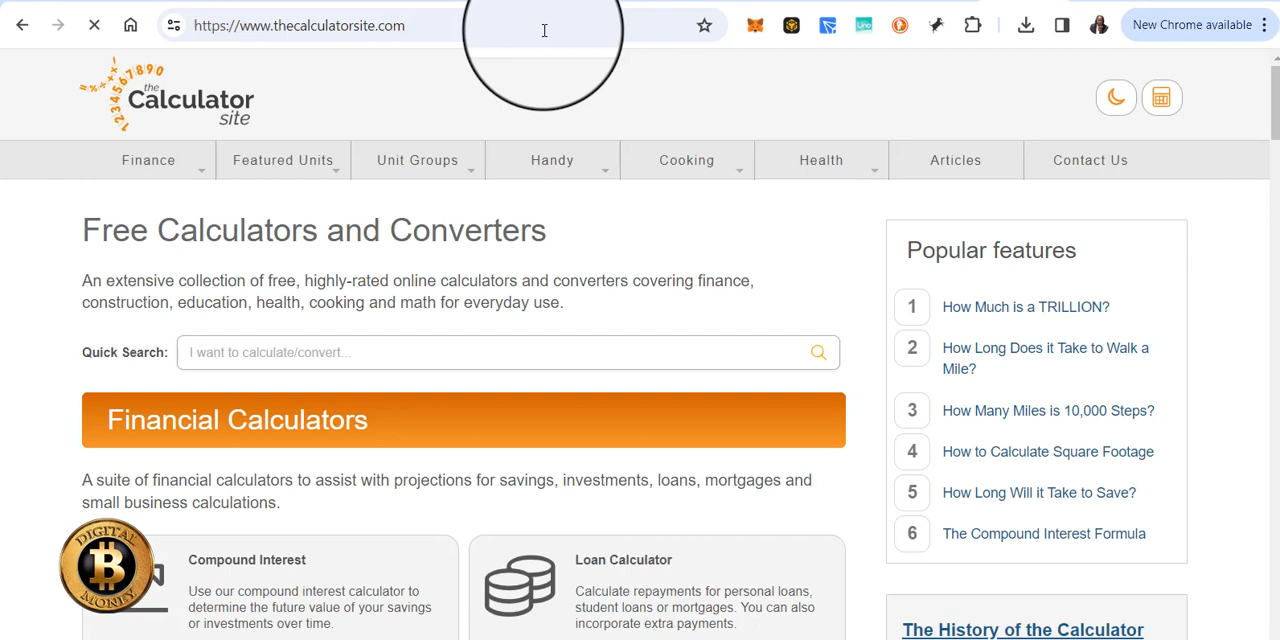 https://www.thecalculatorsite.com
New Chrome available
1234567890
the
Calculator
site
Finance
Featured Units
Unit Groups
Handy
Cooking
Health
Articles
Contact Us
Free Calculators and Converters
An extensive collection of free, highly-rated online calculators and converters covering finance,
construction, education, health, cooking and math for everyday use.
Quick Search:
I want to calculate/convert...
Financial Calculators
A suite of financial calculators to assist with projections for savings, investments, loans, mortgages and
small business calculations.
Compound Interest
Use our compound interest calculator to
determine the future value of your savings
or investments over time.
Loan Calculator
Calculate repayments for personal loans,
student loans or mortgages. You can also
incorporate extra payments.
DIGITAL
B
MONEY
Popular features
1 How Much is a TRILLION?
2 How Long Does it Take to Walk a
Mile?
3 How Many Miles is 10,000 Steps?
4 How to Calculate Square Footage
5 How Long Will it Take to Save?
6 The Compound Interest Formula
The History of the Calculator